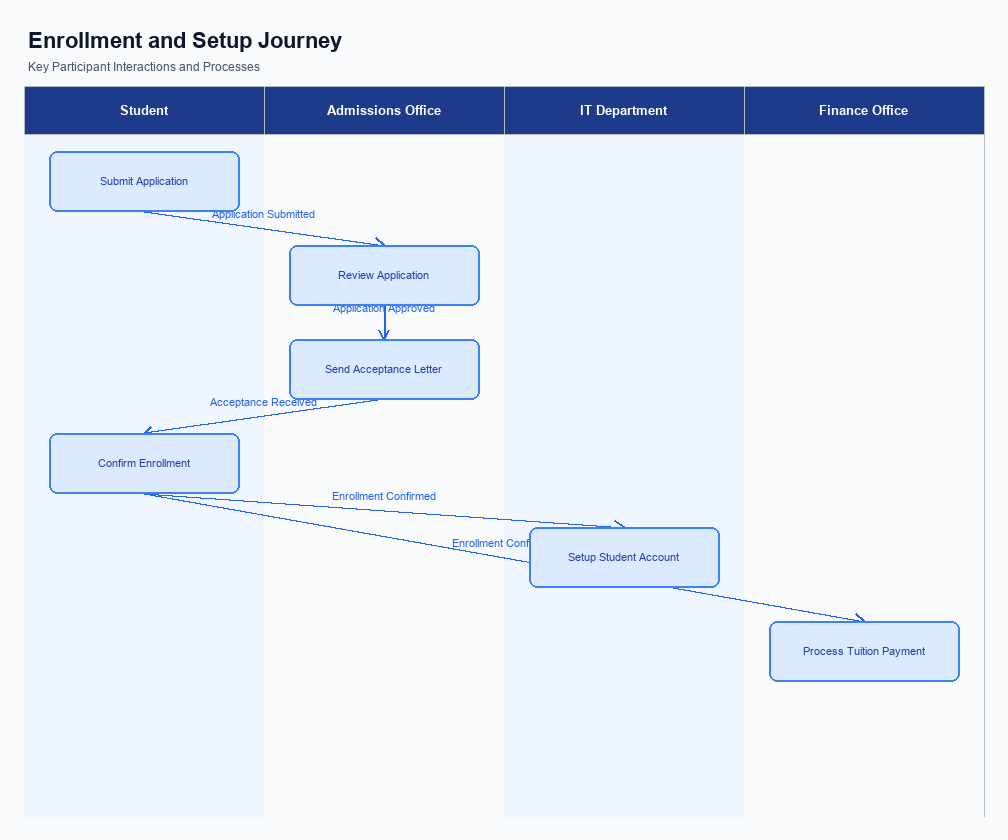 Enrollment and Setup Journey
Key Participant Interactions and Processes
Student
Admissions Office
IT Department
Finance Office
Submit Application
Application Submitted
Review Application
Application Approved
Send Acceptance Letter
Acceptance Received
Confirm Enrollment
Enrollment Confirmed
Enrollment Conf
Setup Student Account
Process Tuition Payment